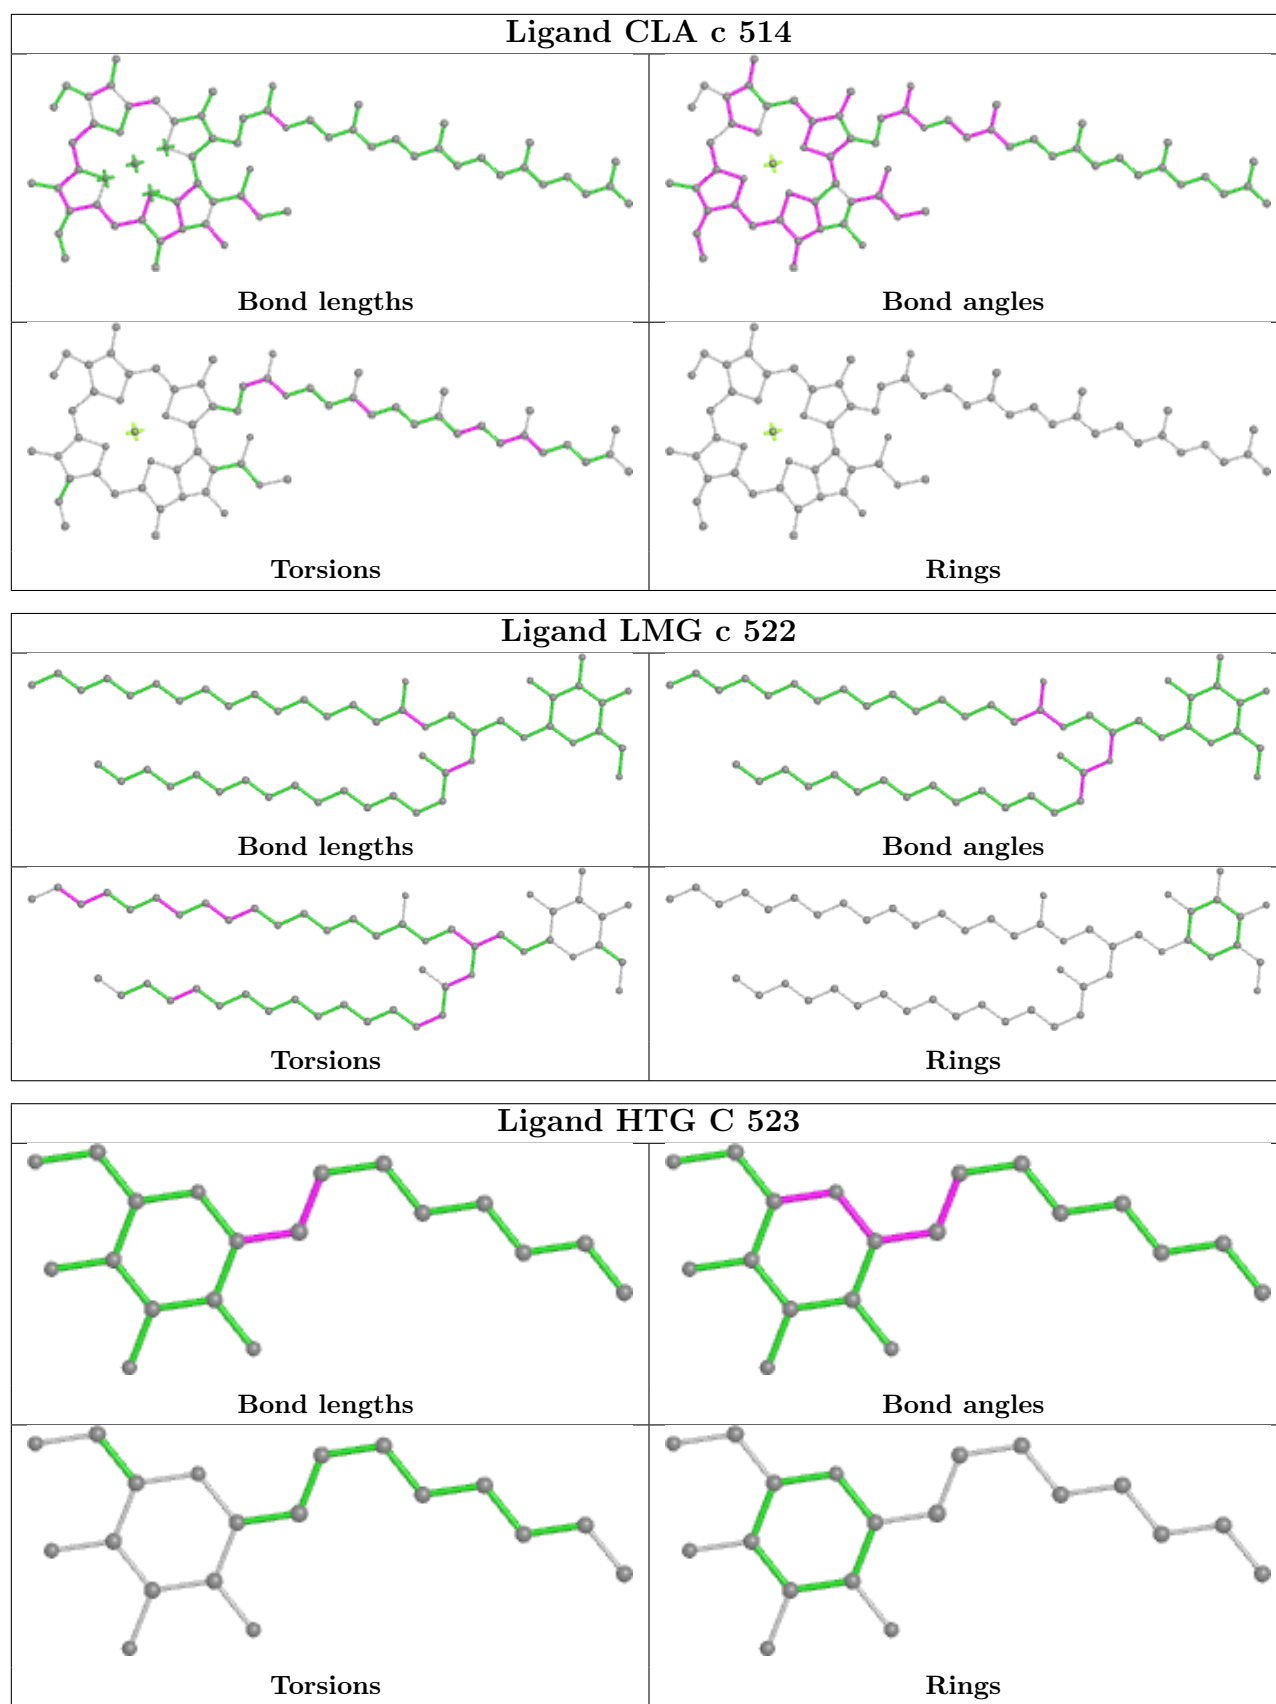 Ligand CLA c 514
Bond lengths
Bond angles
Torsions
Rings
Ligand LMG c 522
Bond lengths
Bond angles
Torsions
Rings
Ligand HTG C 523
Bond lengths
Bond angles
Torsions
Rings